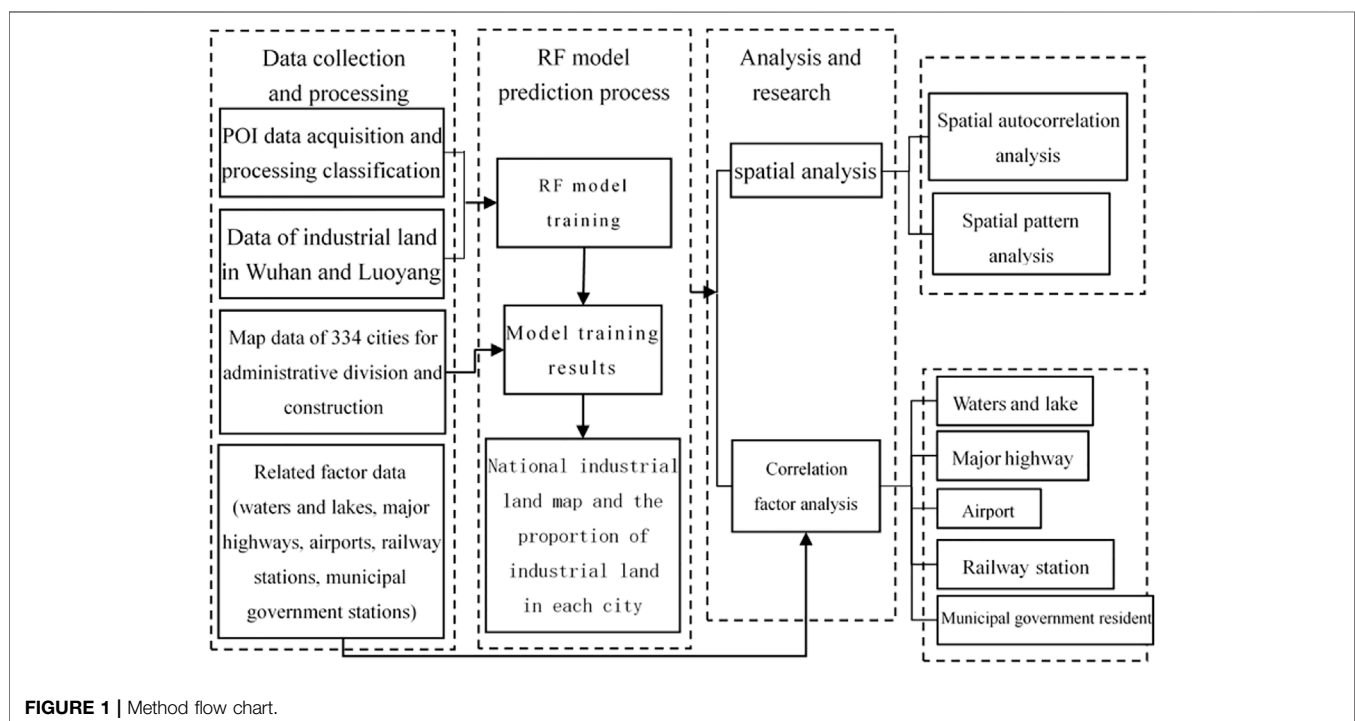 Data collection
and processing
POI data acquisition and
processing classification
Data of industrial land
in Wuhan and Luoyang
Map data of 334 cities for
administrative division and
construction
Related factor data
(waters and lakes, major
highways, airports, railway
stations, municipal
government stations)
RF model
prediction process
RF model
training
Model training
results
National industrial
land map and the
proportion of
industrial land
in each city
Analysis and
research
spatial analysis
Correlation
factor analysis
Spatial autocorrelation
analysis
Spatial pattern
analysis
Waters and lake
Major highway
Airport
Railway station
Municipal government resident
FIGURE 1 | Method flow chart.